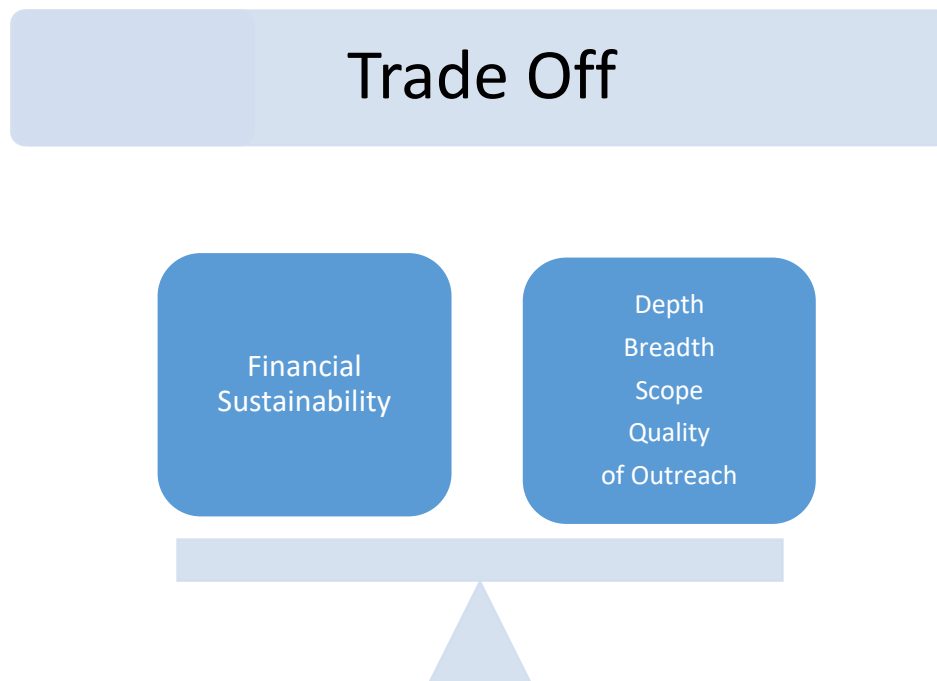 Trade Off
Financial
Sustainability
Depth
Breadth
Scope
Quality
of Outreach